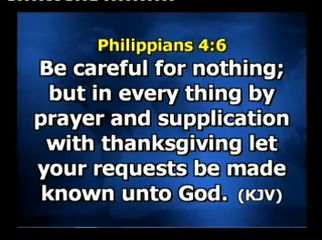 Philippians 4:6
Be careful for nothing;
but in every thing by
prayer and supplication
with thanksgiving let
your requests be made
known unto God. (KJV)